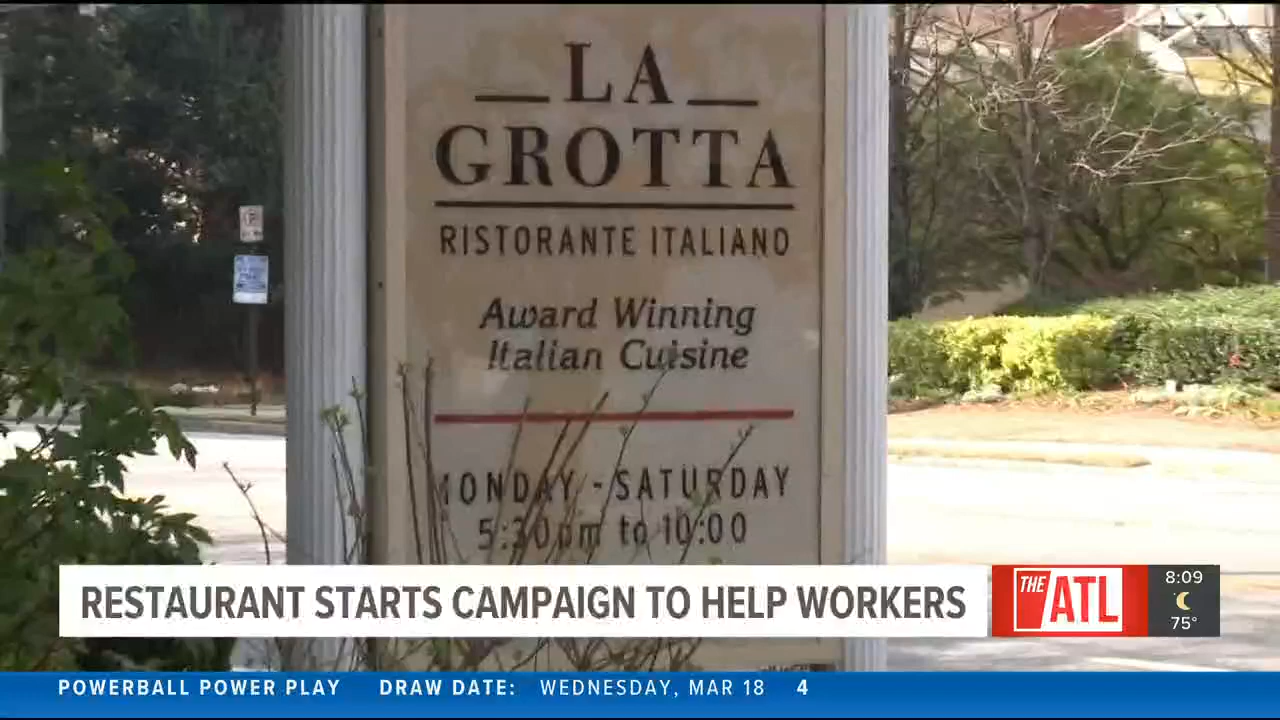 LA
GROTTA
RISTORANTE ITALIANO
Award Winning
Italian Cuisine
MONDAY - SATURDAY
5:30pm to 10:00
RESTAURANT STARTS CAMPAIGN TO HELP WORKERS
THE ATL
8:09
75°
POWERBALL POWER PLAY DRAW DATE: WEDNESDAY, MAR 18 4